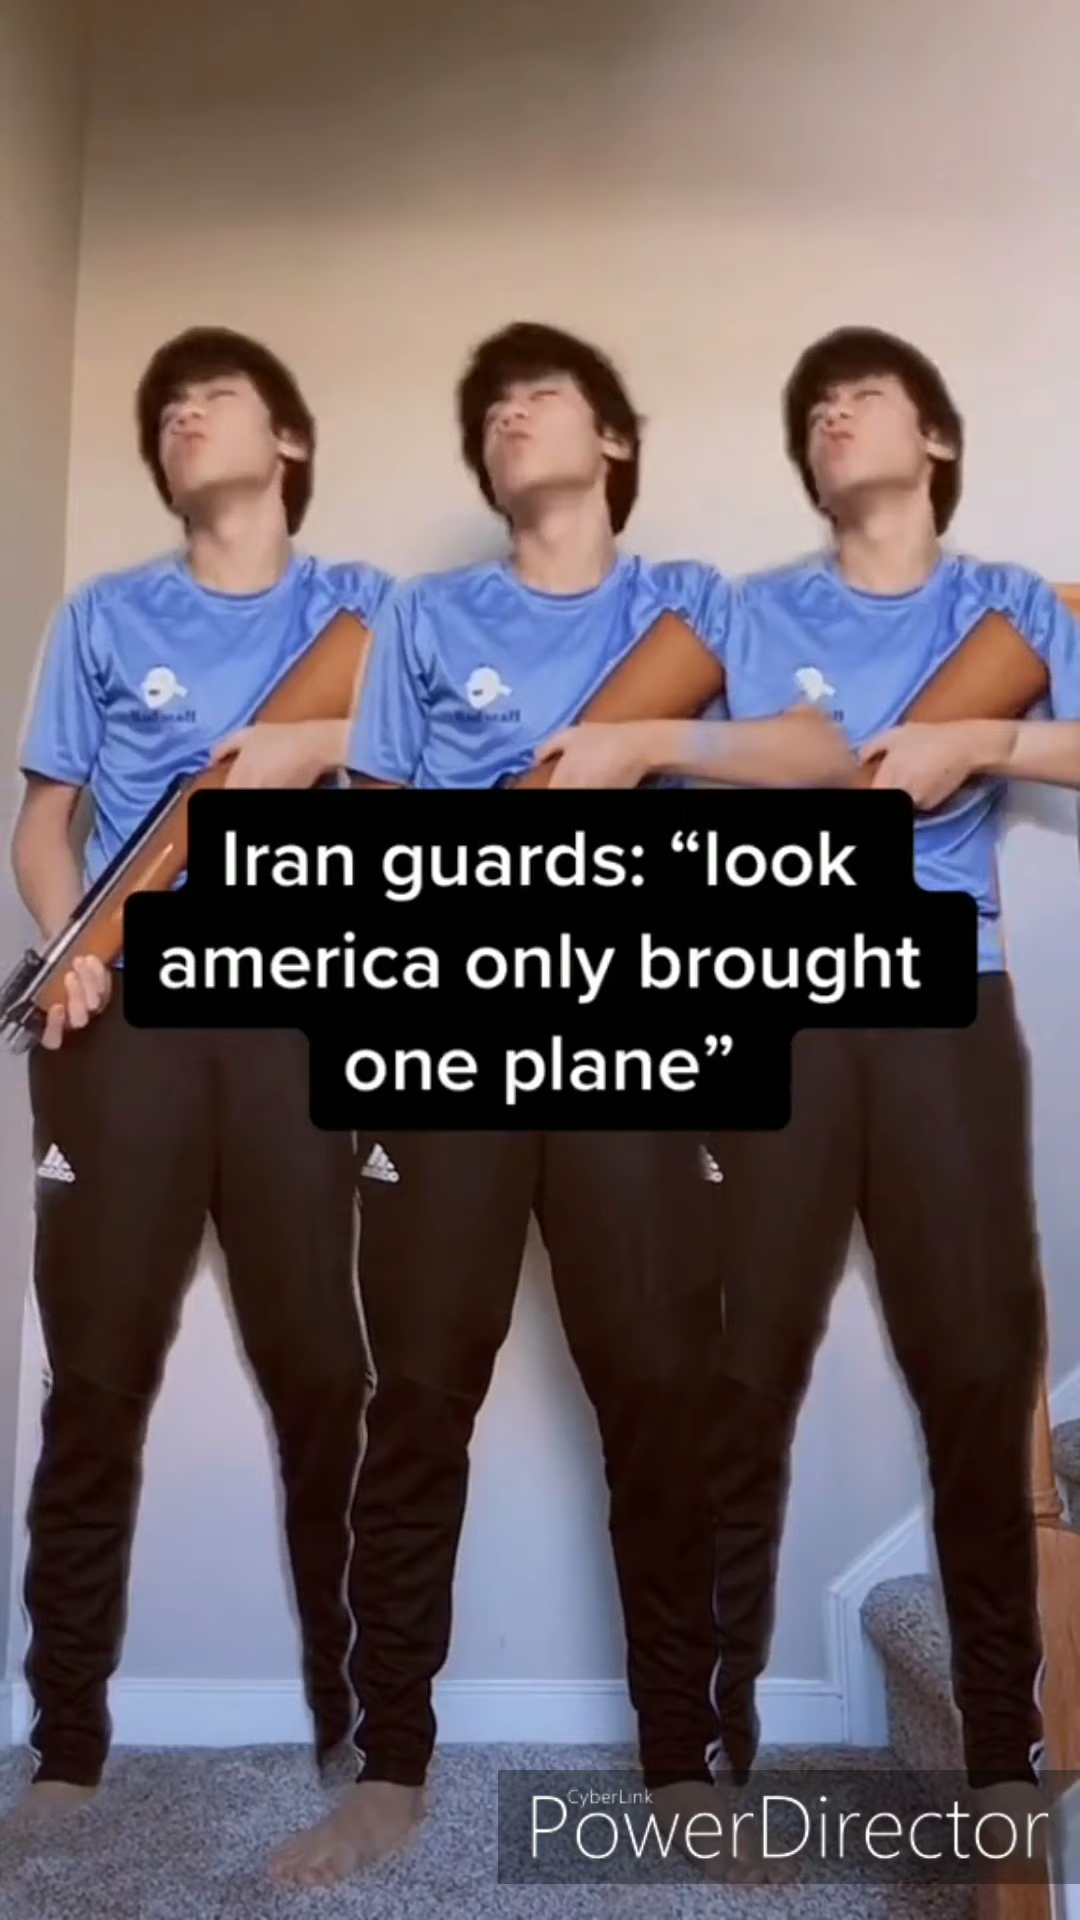 Iran guards: “look
america only brought
one plane”
CyberLink
PowerDirector